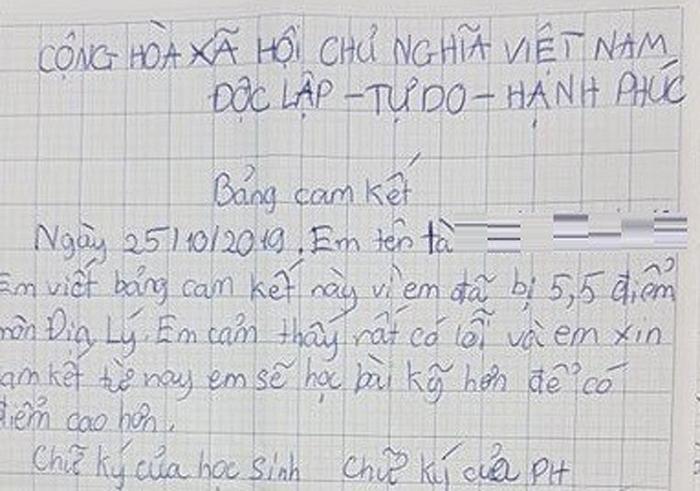 CỘNG HÒA XÃ HỘI CHỦ NGHĨA VIỆT NAM
ĐỘC LẬP - TỰ DO - HẠNH PHÚC
Bảng cam kết
Ngày 25/10/2019. Em tên là
Em viết bảng cam kết này vì em đã bị 5,5 điểm
môn Địa Lý. Em cảm thấy rất có lỗi và em xin
cam kết từ nay em sẽ học bài kỹ hơn để có
điểm cao hơn.
Chữ ký của học sinh Chữ ký của PH